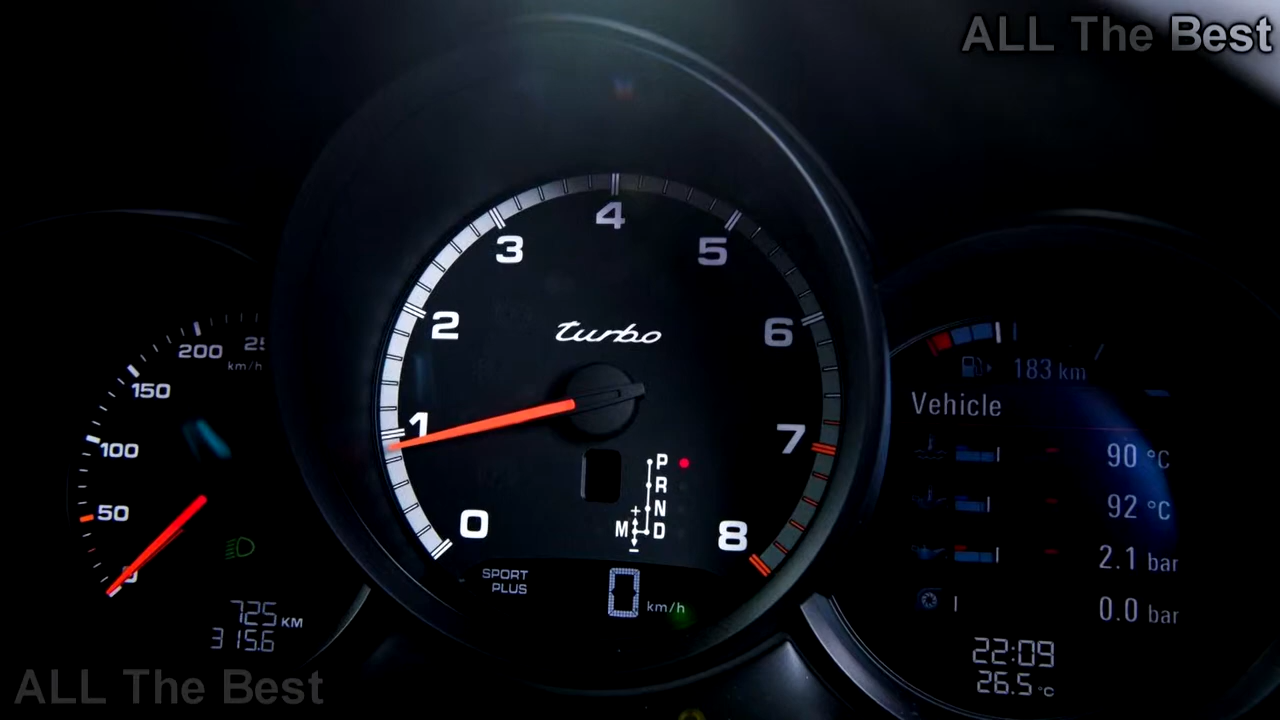 ALL The Best
4
3
5
2
6
turbo
200
25
km/h
150
183 km
Vehicle
1
7
100
90 °C
P
R
50
N
92 °C
+
M
D
-
0
8
2.1 bar
SPORT
PLUS
0
km/h
0
0.0 bar
725 KM
315.6
22:09
26.5 °C
ALL The Best